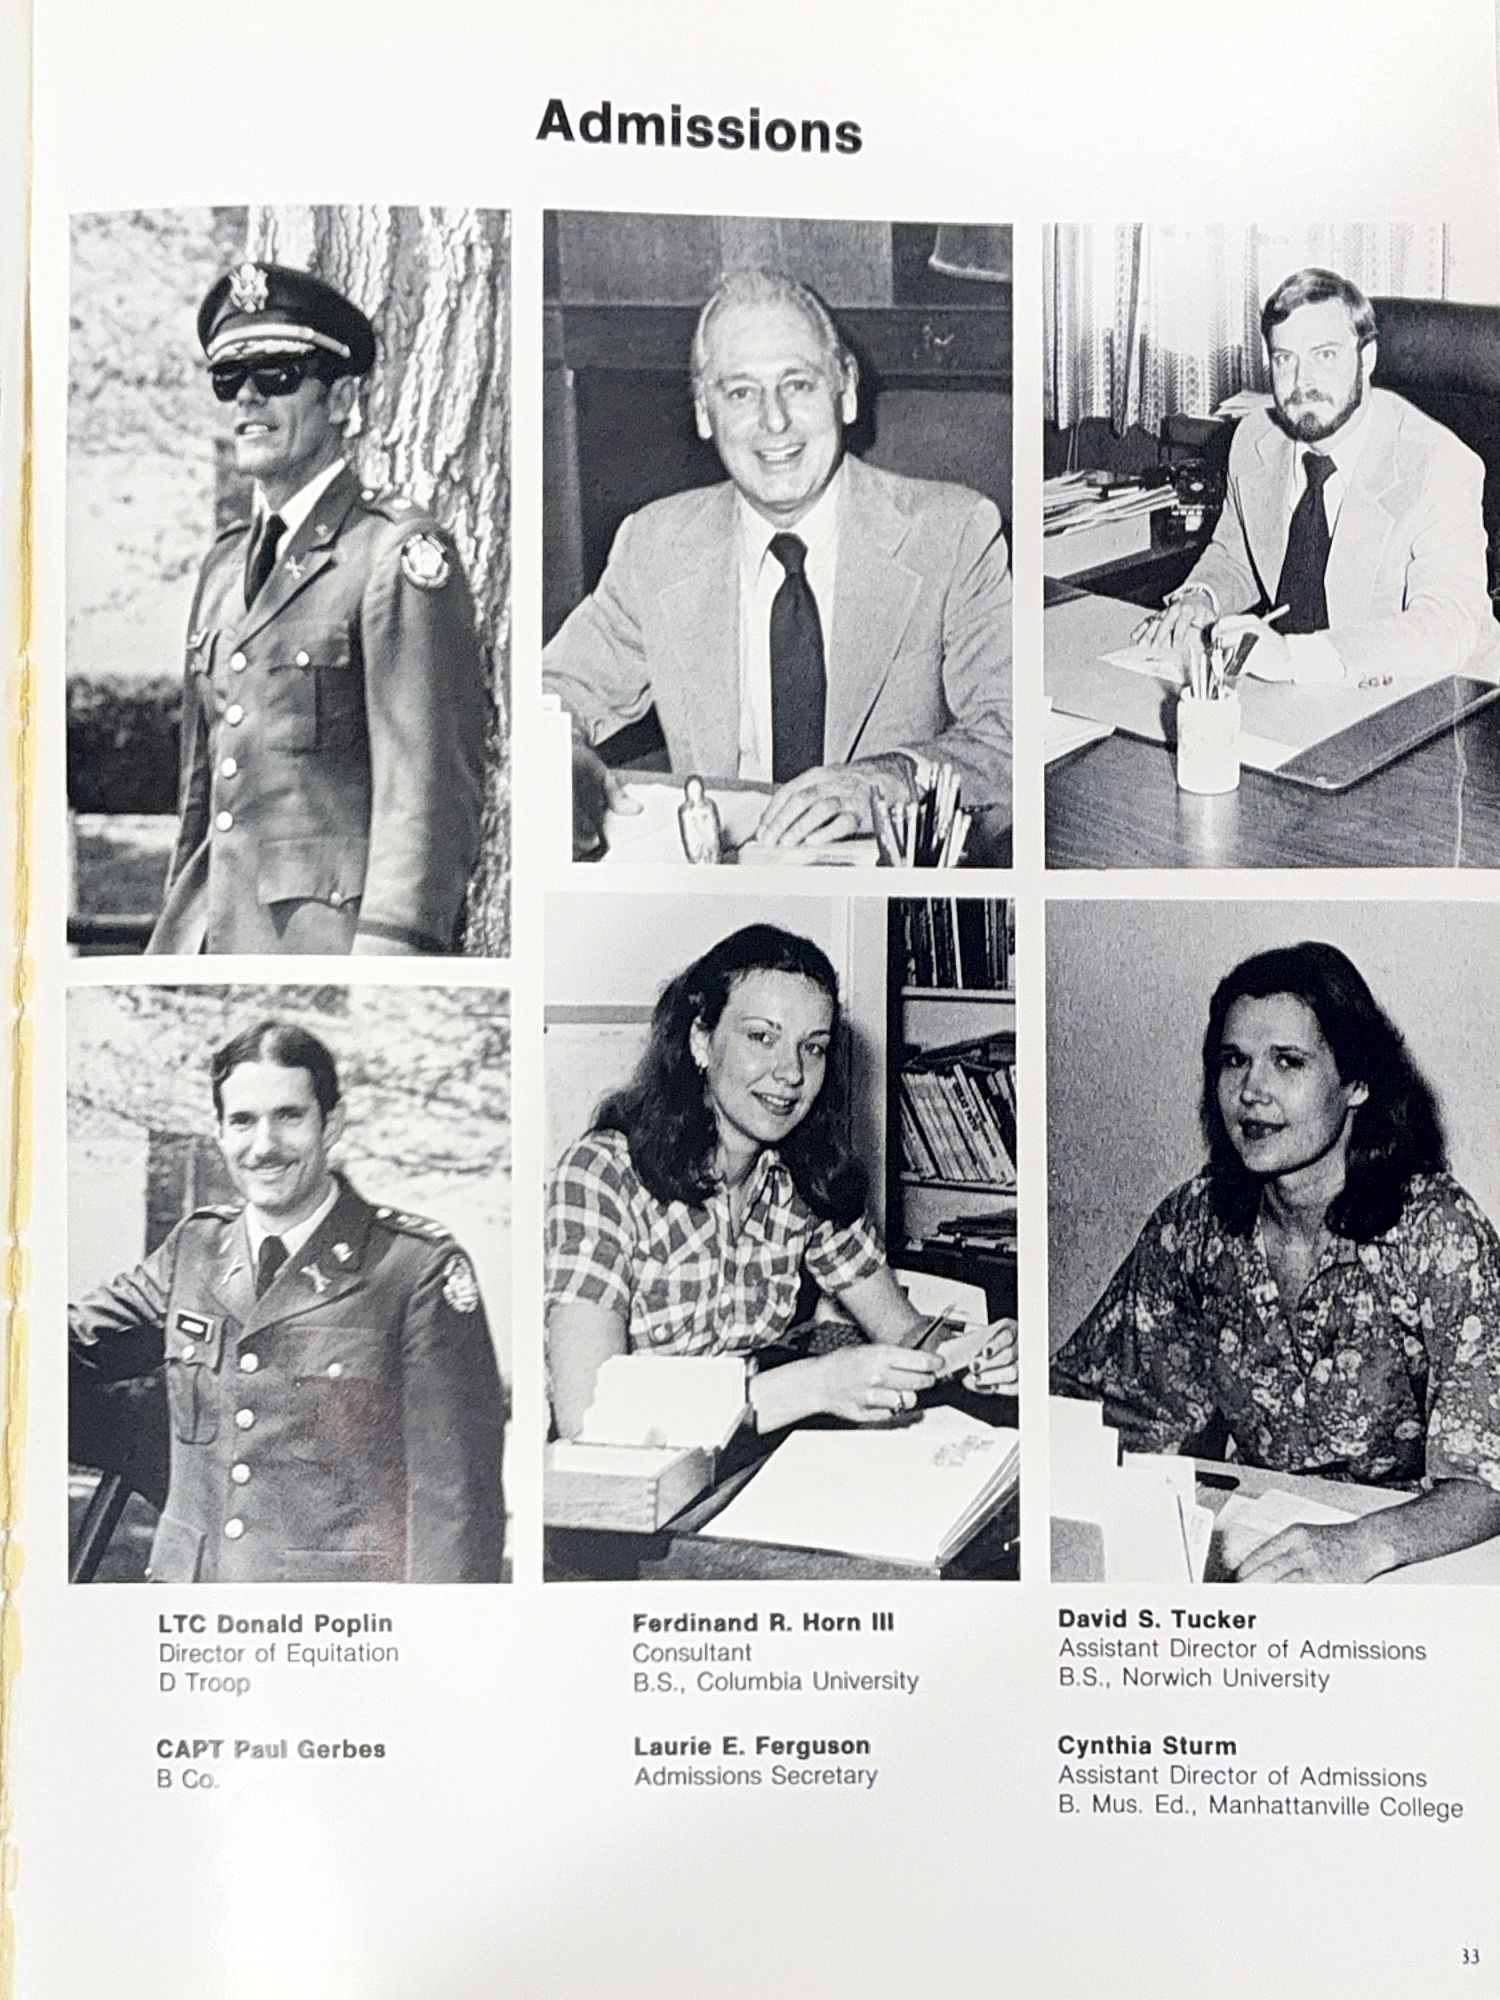 Admissions
LTC Donald Poplin
Director of Equitation
D Troop
CAPT Paul Gerbes
B Co.
Ferdinand R. Horn III
Consultant
B.S., Columbia University
Laurie E. Ferguson
Admissions Secretary
David S. Tucker
Assistant Director of Admissions
B.S., Norwich University
Cynthia Sturm
Assistant Director of Admissions
B. Mus. Ed., Manhattanville College
33